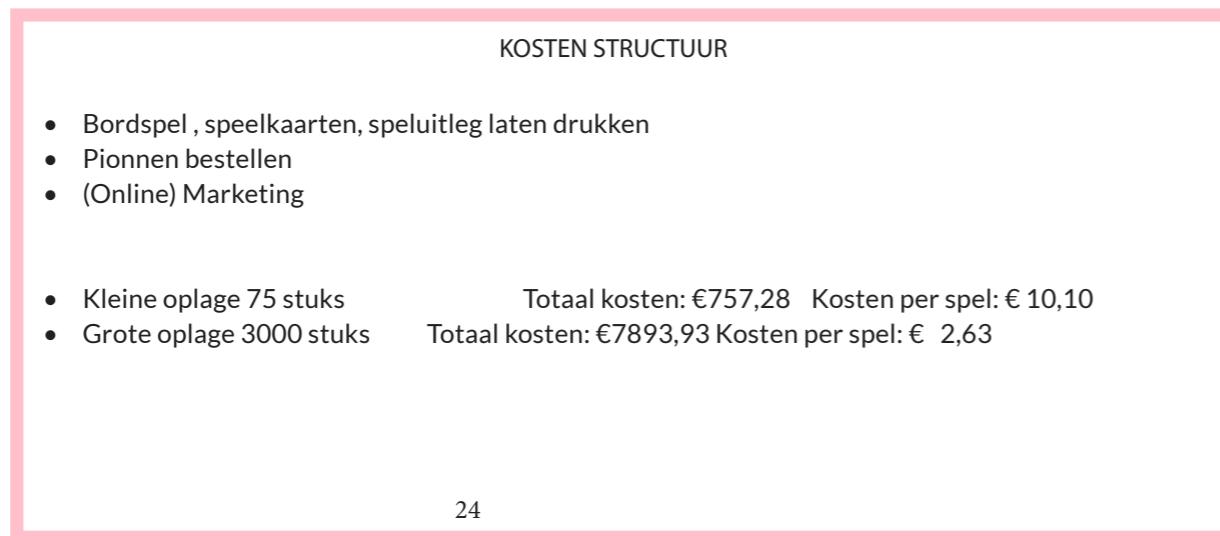 KOSTEN STRUCTUUR
• Bordspel , speelkaarten, speluitleg laten drukken
• Pionnen bestellen
• (Online) Marketing
• Kleine oplage 75 stuks Totaal kosten: €757,28 Kosten per spel: € 10,10
• Grote oplage 3000 stuks Totaal kosten: €7893,93 Kosten per spel: € 2,63
24